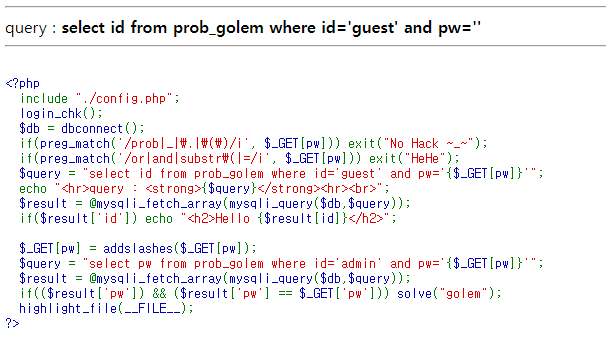 query : select id from prob_golem where id='guest' and pw=''
<?php
include "./config.php";
login_chk();
$db = dbconnect();
if(preg_match('/prob|_|₩.|₩(₩)/i', $_GET[pw])) exit("No Hack ~_~");
if(preg_match('/or|and|substr₩(|=/i', $_GET[pw])) exit("HeHe");
$query = "select id from prob_golem where id='guest' and pw='{$_GET[pw]}'";
echo "<hr>query : <strong>{$query}</strong><hr><br>";
$result = @mysqli_fetch_array(mysqli_query($db,$query));
if($result['id']) echo "<h2>Hello {$result[id]}</h2>";
$_GET[pw] = addslashes($_GET[pw]);
$query = "select pw from prob_golem where id='admin' and pw='{$_GET[pw]}'";
$result = @mysqli_fetch_array(mysqli_query($db,$query));
if(($result['pw']) && ($result['pw'] == $_GET['pw'])) solve("golem");
highlight_file(__FILE__);
?>